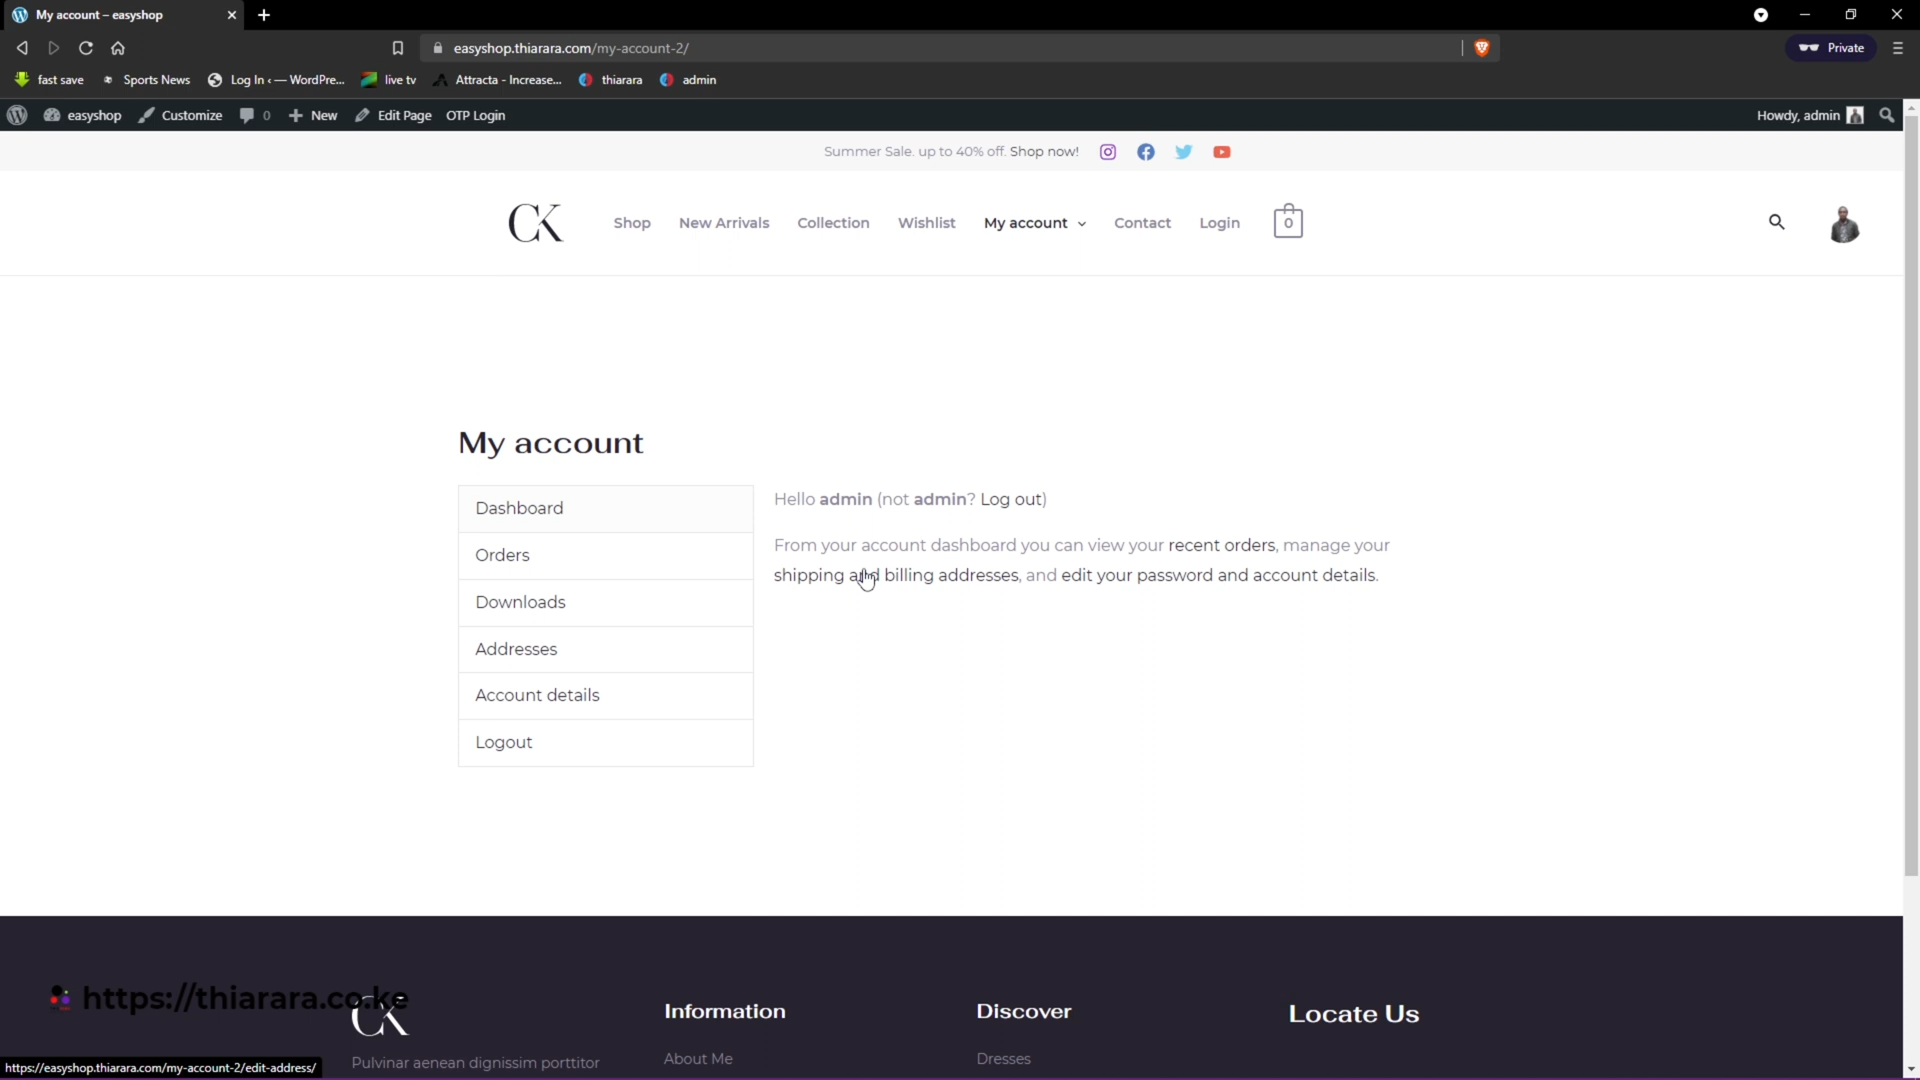 My account – easyshop
easyshop.thiarara.com/my-account-2/
Private
fast save
Sports News
Log In ‹ — WordPre...
live tv
Attracta - Increase...
thiarara
admin
easyshop
Customize
0
New
Edit Page
OTP Login
Howdy, admin
Summer Sale. up to 40% off. Shop now!
CK
Shop
New Arrivals
Collection
Wishlist
My account
Contact
Login
0
My account
Dashboard
Orders
Downloads
Addresses
Account details
Logout
Hello admin (not admin? Log out)
From your account dashboard you can view your recent orders, manage your
shipping and billing addresses, and edit your password and account details.
https://thiarara.co.ke
CK
Pulvinar aenean dignissim porttitor
Information
About Me
Discover
Dresses
Locate Us
https://easyshop.thiarara.com/my-account-2/edit-address/